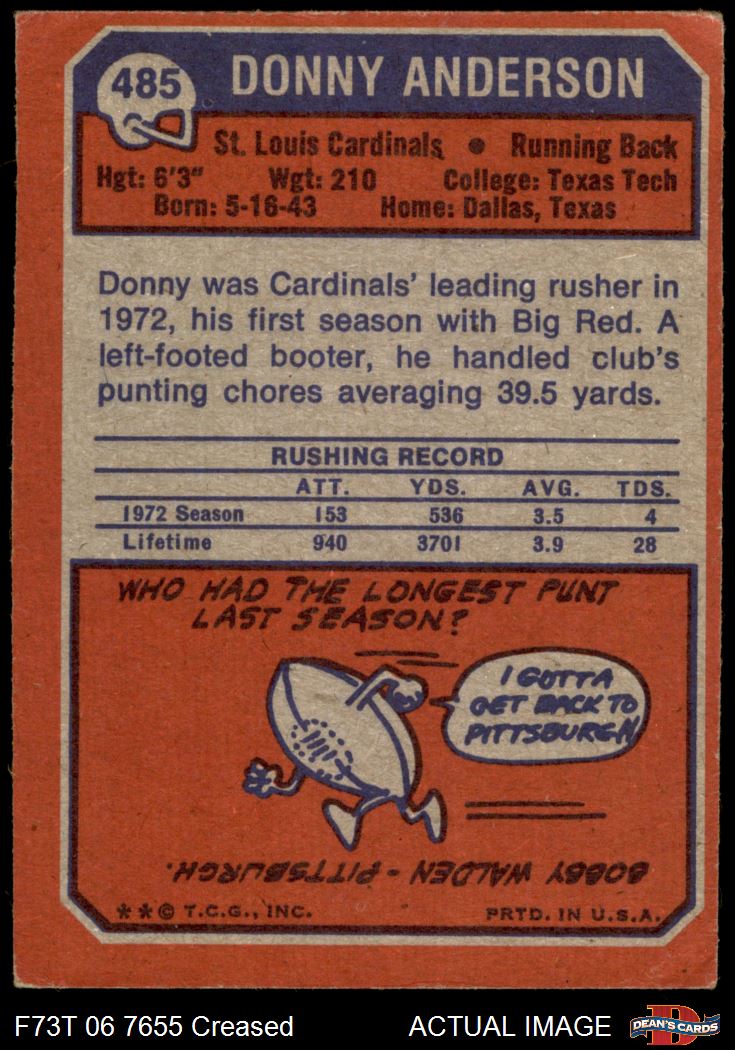 485 DONNY ANDERSON
St. Louis Cardinals • Running Back
Hgt: 6'3" Wgt: 210 College: Texas Tech
Born: 5-16-43 Home: Dallas, Texas
Donny was Cardinals' leading rusher in
1972, his first season with Big Red. A
left-footed booter, he handled club's
punting chores averaging 39.5 yards.
RUSHING RECORD
ATT. YDS. AVG. TDS.
1972 Season 153 536 3.5 4
Lifetime 940 3701 3.9 28
WHO HAD THE LONGEST PUNT
LAST SEASON?
I GOTTA
GET BACK TO
PITTSBURGH
BOBBY WALDEN - PITTSBURGH.
**© T.C.G., INC. PRTD. IN U.S.A.
F73T 06 7655 Creased ACTUAL IMAGE
DEAN'S CARDS